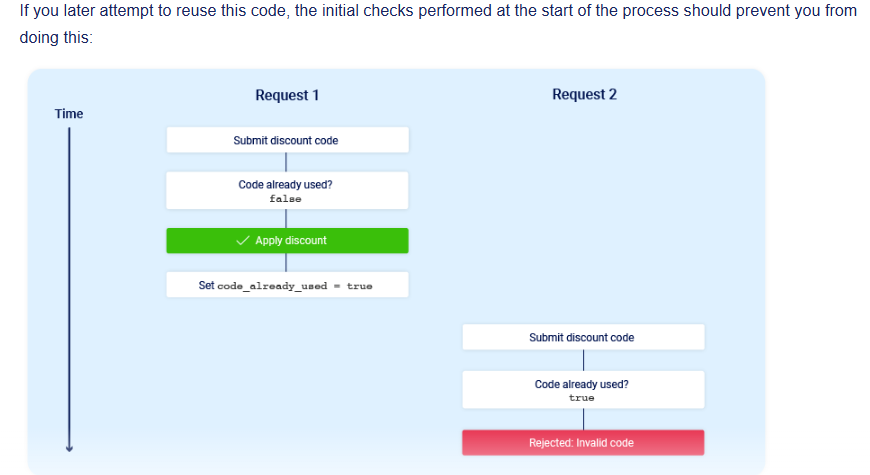 If you later attempt to reuse this code, the initial checks performed at the start of the process should prevent you from
doing this:
Request 1
Request 2
Time
Submit discount code
Code already used?
false
Apply discount
Set code_already_used = true
Submit discount code
Code already used?
true
Rejected: Invalid code